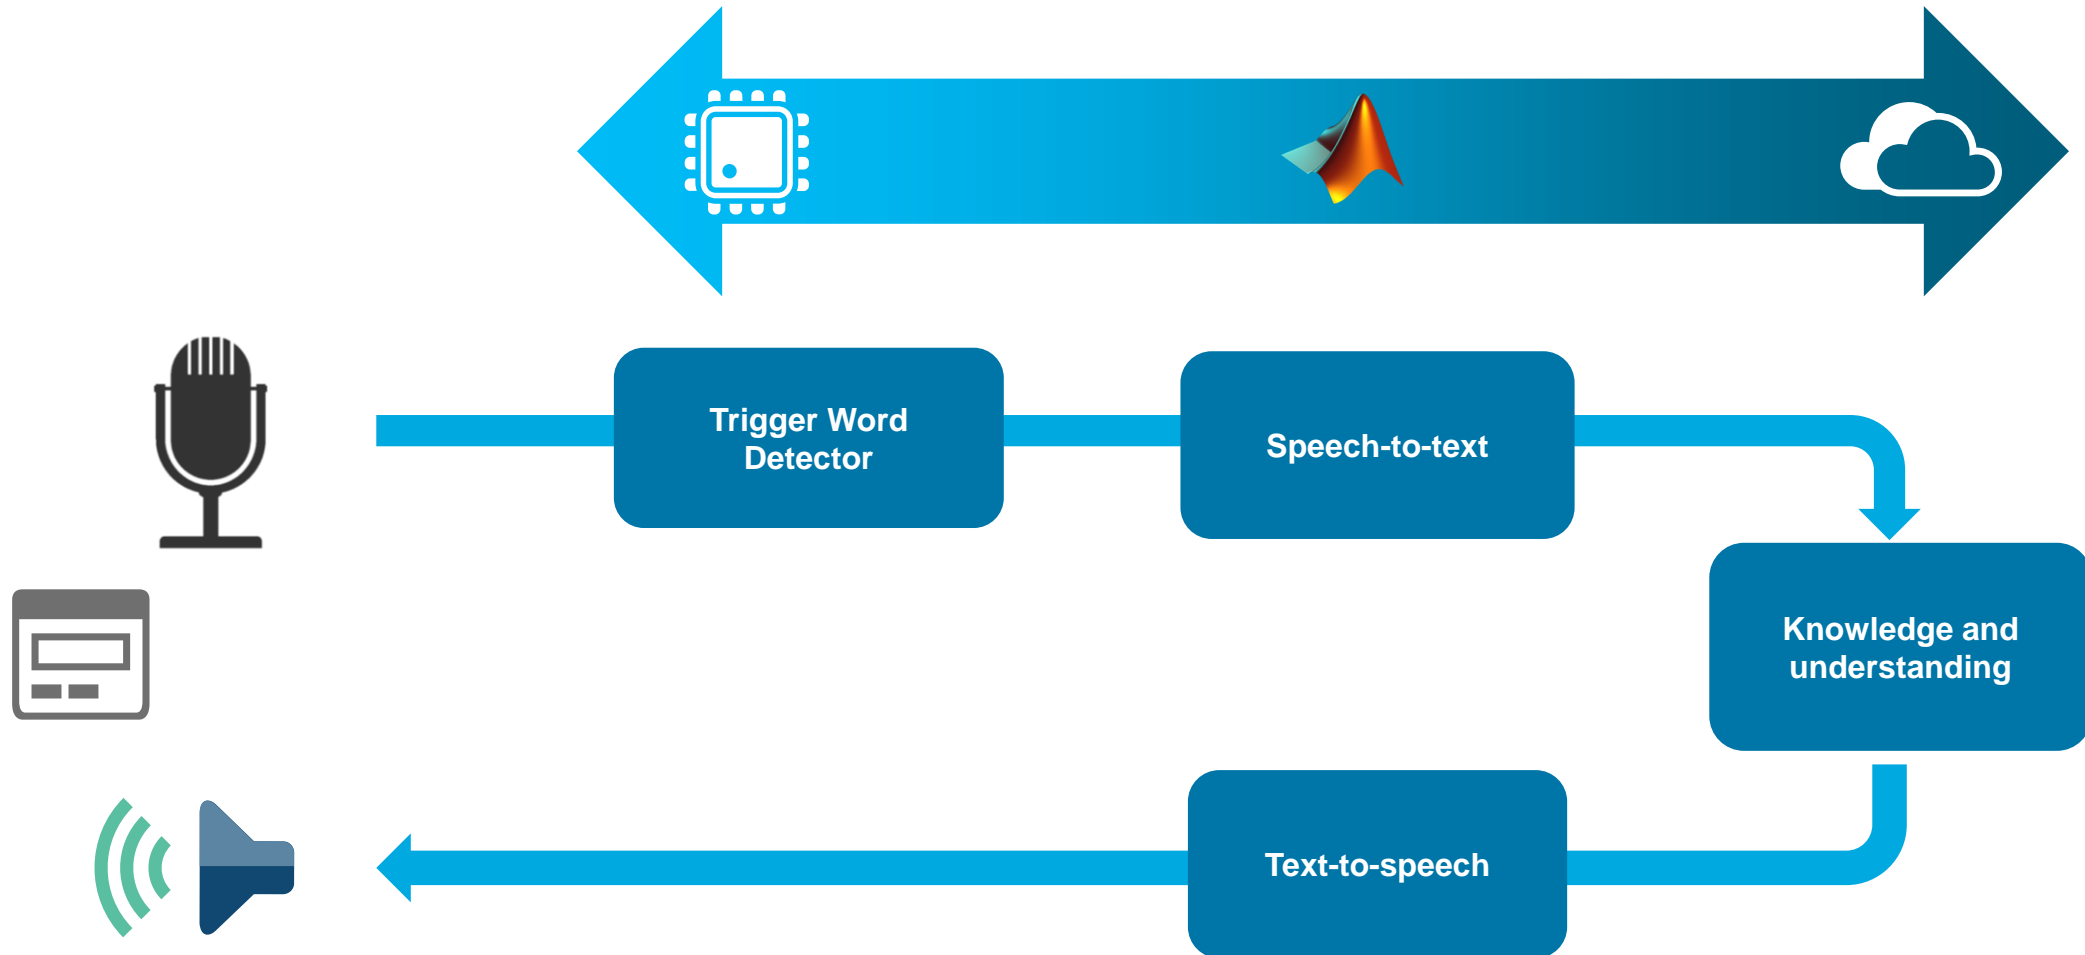 Trigger Word
Detector
Speech-to-text
Knowledge and
understanding
Text-to-speech